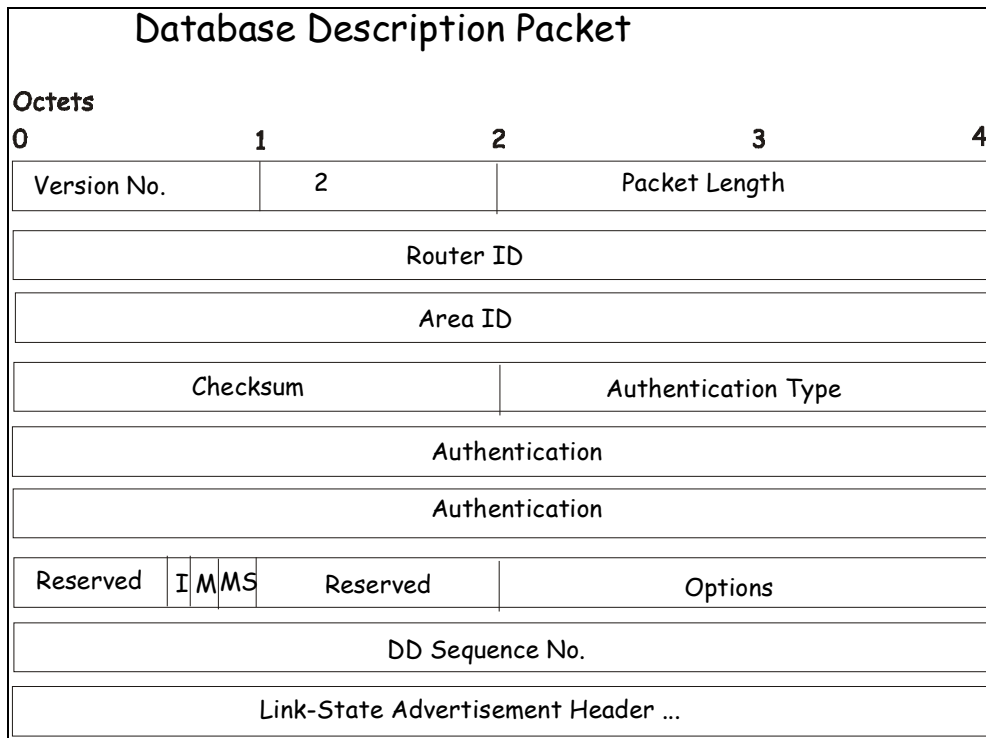 Database Description Packet
Octets
0 1 2 3 4
Version No. 2 Packet Length
Router ID
Area ID
Checksum Authentication Type
Authentication
Authentication
Reserved I M MS Reserved Options
DD Sequence No.
Link-State Advertisement Header ...